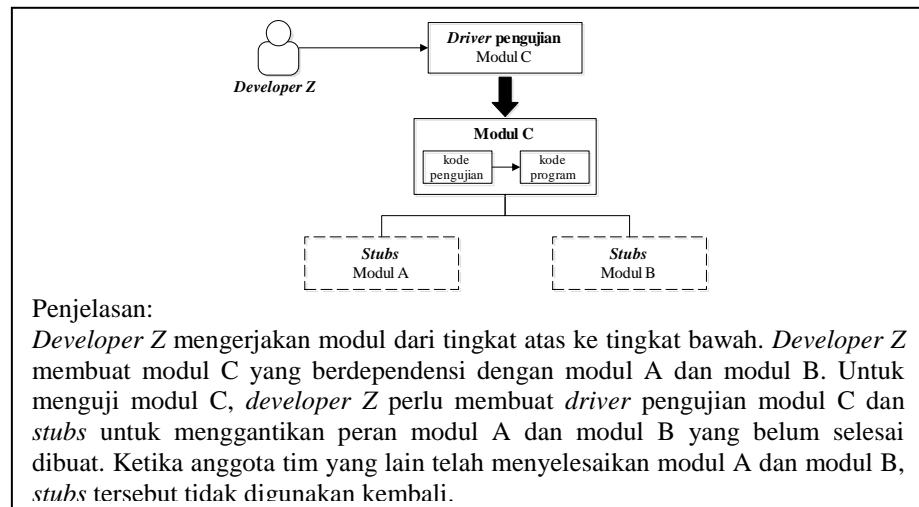 Driver pengujian
Modul C
Developer Z
Modul C
kode
pengujian
kode
program
Stubs
Modul A
Stubs
Modul B
Penjelasan:
Developer Z mengerjakan modul dari tingkat atas ke tingkat bawah. Developer Z
membuat modul C yang berdependensi dengan modul A dan modul B. Untuk
menguji modul C, developer Z perlu membuat driver pengujian modul C dan
stubs untuk menggantikan peran modul A dan modul B yang belum selesai
dibuat. Ketika anggota tim yang lain telah menyelesaikan modul A dan modul B,
stubs tersebut tidak digunakan kembali.